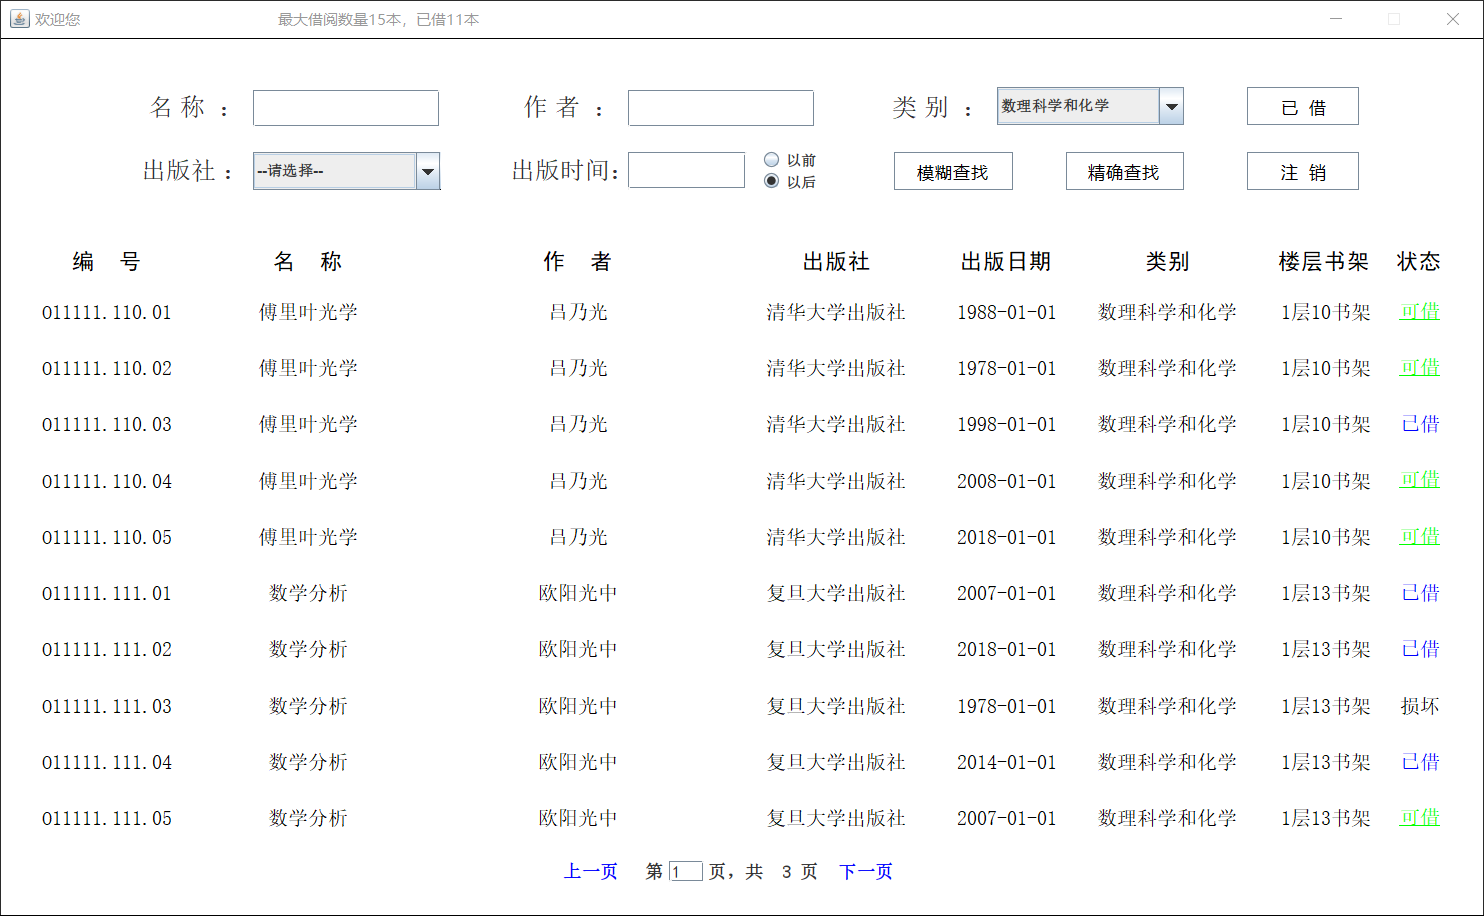 欢迎您 最大借阅数量15本，已借11本
名 称 ： 作 者 ： 类 别 ： 数理科学和化学 已 借
出版社 ： --请选择-- 出版时间： 以前 模糊查找 精确查找 注 销
以后
编 号 名 称 作 者 出版社 出版日期 类别 楼层书架 状态
011111.110.01 傅里叶光学 吕乃光 清华大学出版社 1988-01-01 数理科学和化学 1层10书架 可借
011111.110.02 傅里叶光学 吕乃光 清华大学出版社 1978-01-01 数理科学和化学 1层10书架 可借
011111.110.03 傅里叶光学 吕乃光 清华大学出版社 1998-01-01 数理科学和化学 1层10书架 已借
011111.110.04 傅里叶光学 吕乃光 清华大学出版社 2008-01-01 数理科学和化学 1层10书架 可借
011111.110.05 傅里叶光学 吕乃光 清华大学出版社 2018-01-01 数理科学和化学 1层10书架 可借
011111.111.01 数学分析 欧阳光中 复旦大学出版社 2007-01-01 数理科学和化学 1层13书架 已借
011111.111.02 数学分析 欧阳光中 复旦大学出版社 2018-01-01 数理科学和化学 1层13书架 已借
011111.111.03 数学分析 欧阳光中 复旦大学出版社 1978-01-01 数理科学和化学 1层13书架 损坏
011111.111.04 数学分析 欧阳光中 复旦大学出版社 2014-01-01 数理科学和化学 1层13书架 已借
011111.111.05 数学分析 欧阳光中 复旦大学出版社 2007-01-01 数理科学和化学 1层13书架 可借
上一页 第 1 页，共 3 页 下一页